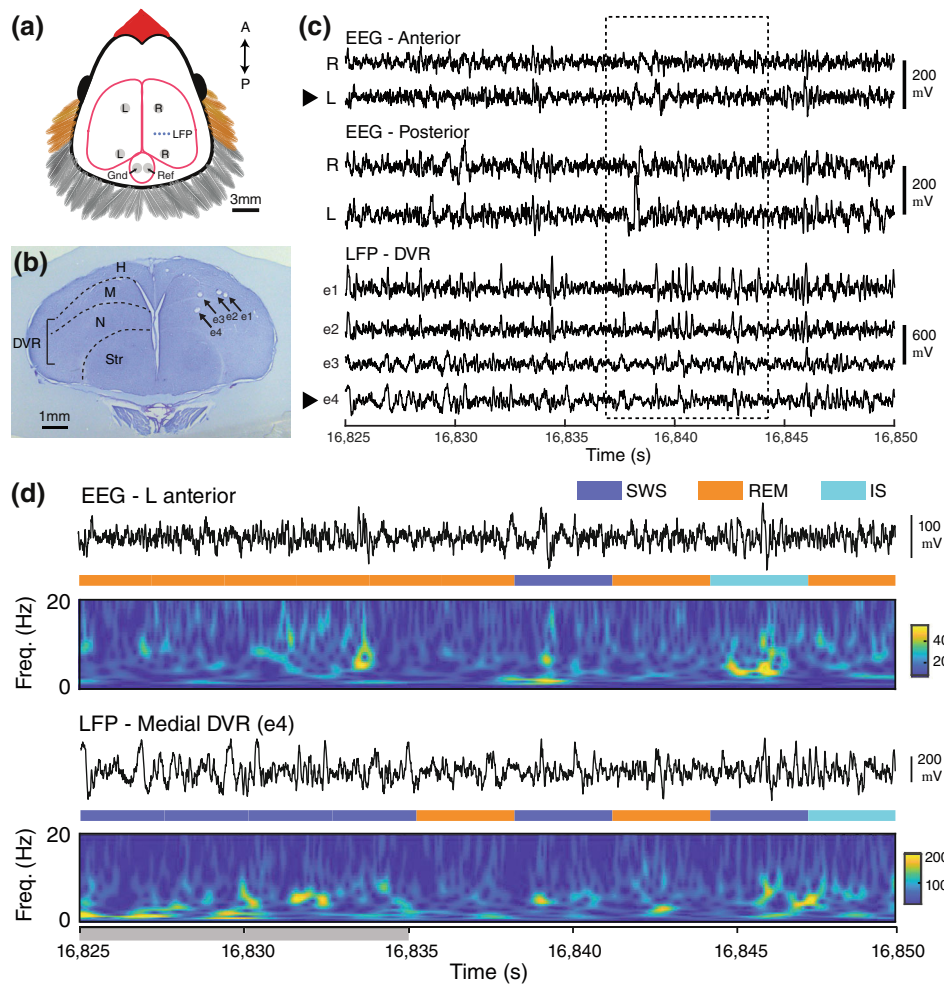 (a)
A
P
L
R
LFP
L
R
Gnd
Ref
3mm
(b)
H
M
N
DVR
Str
e3
e2
e1
e4
1mm
(c)
EEG - Anterior
R
L
200
mV
EEG - Posterior
R
L
200
mV
LFP - DVR
e1
e2
e3
e4
600
mV
16,825
16,830
16,835
16,840
16,845
16,850
Time (s)
(d)
EEG - L anterior
SWS
REM
IS
100
mV
Freq. (Hz)
20
0
40
20
LFP - Medial DVR (e4)
200
mV
Freq. (Hz)
20
0
200
100
16,825
16,830
16,835
16,840
16,845
16,850
Time (s)